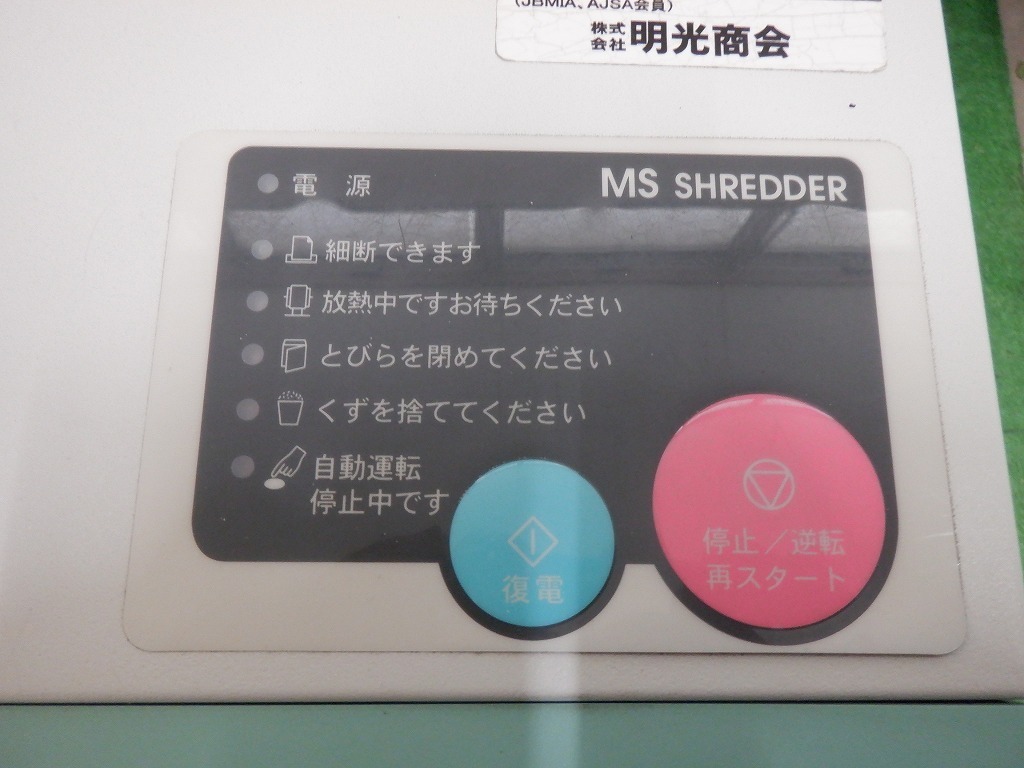 (JBMIA、AJSA会員)
株式会社 明光商会
電 源
MS SHREDDER
細断できます
放熱中ですお待ちください
とびらを閉めてください
くずを捨ててください
自動運転
停止中です
復電
停止／逆転
再スタート